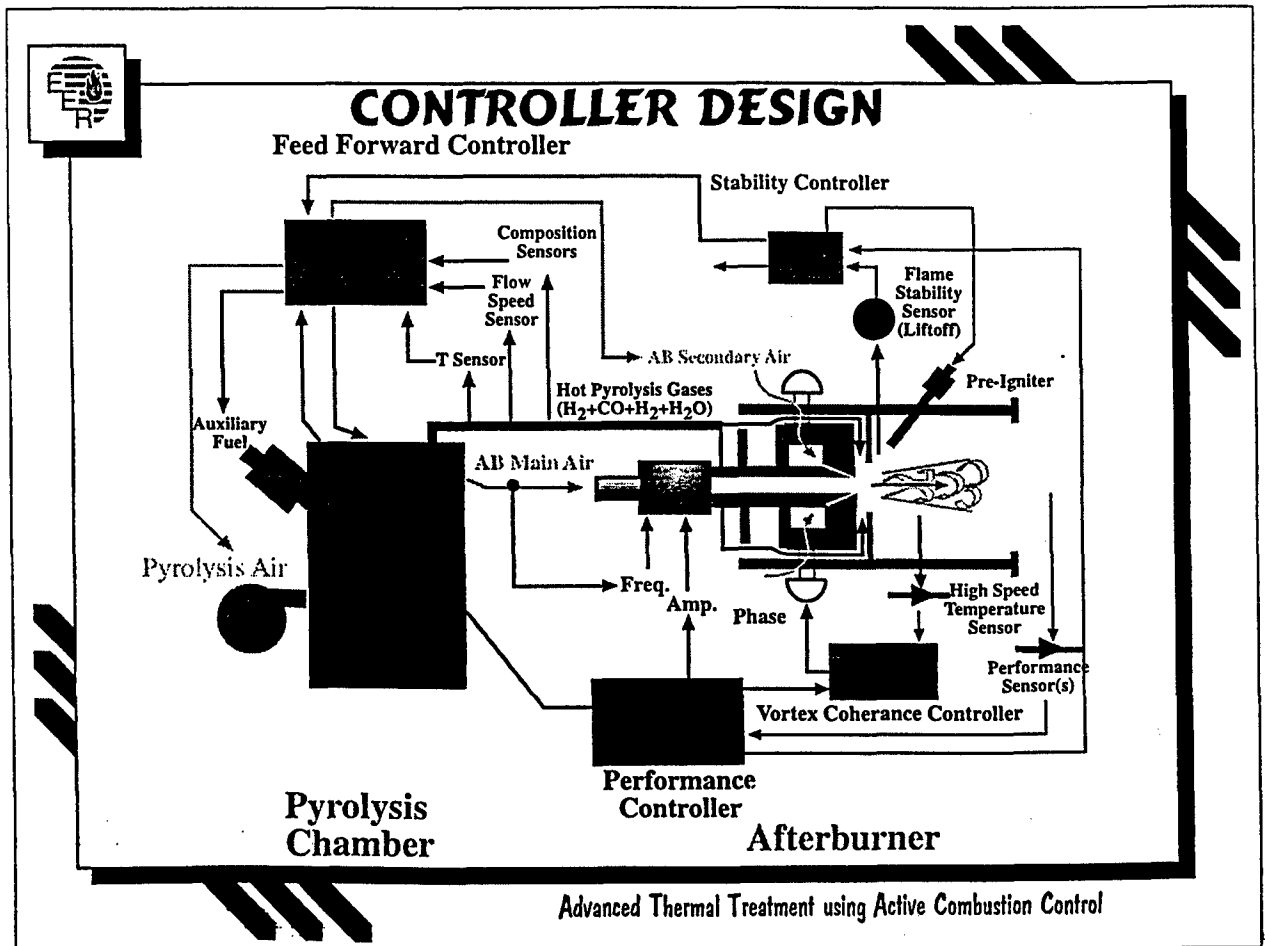 E
E
R
CONTROLLER DESIGN
Feed Forward Controller
Stability Controller
Composition
Sensors
Flow
Speed
Sensor
T Sensor
Flame
Stability
Sensor
(Liftoff)
AB Secondary Air
Pre-Igniter
Hot Pyrolysis Gases
(H₂+CO+H₂+H₂O)
Auxiliary
Fuel
AB Main Air
Pyrolysis Air
Freq.
Amp.
Phase
High Speed
Temperature
Sensor
Performance
Sensor(s)
Vortex Coherance Controller
Performance
Controller
Pyrolysis
Chamber
Afterburner
Advanced Thermal Treatment using Active Combustion Control